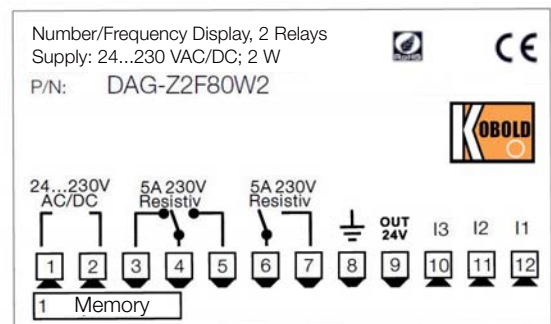 Number/Frequency Display, 2 Relays
Supply: 24...230 VAC/DC; 2 W
RoHS
CE
P/N: DAG-Z2F80W2
KOBOLD
24...230V
AC/DC
5A 230V
Resistiv
5A 230V
Resistiv
OUT
24V
I3
I2
I1
1 2 3 4 5 6 7 8 9 10 11 12
1 Memory